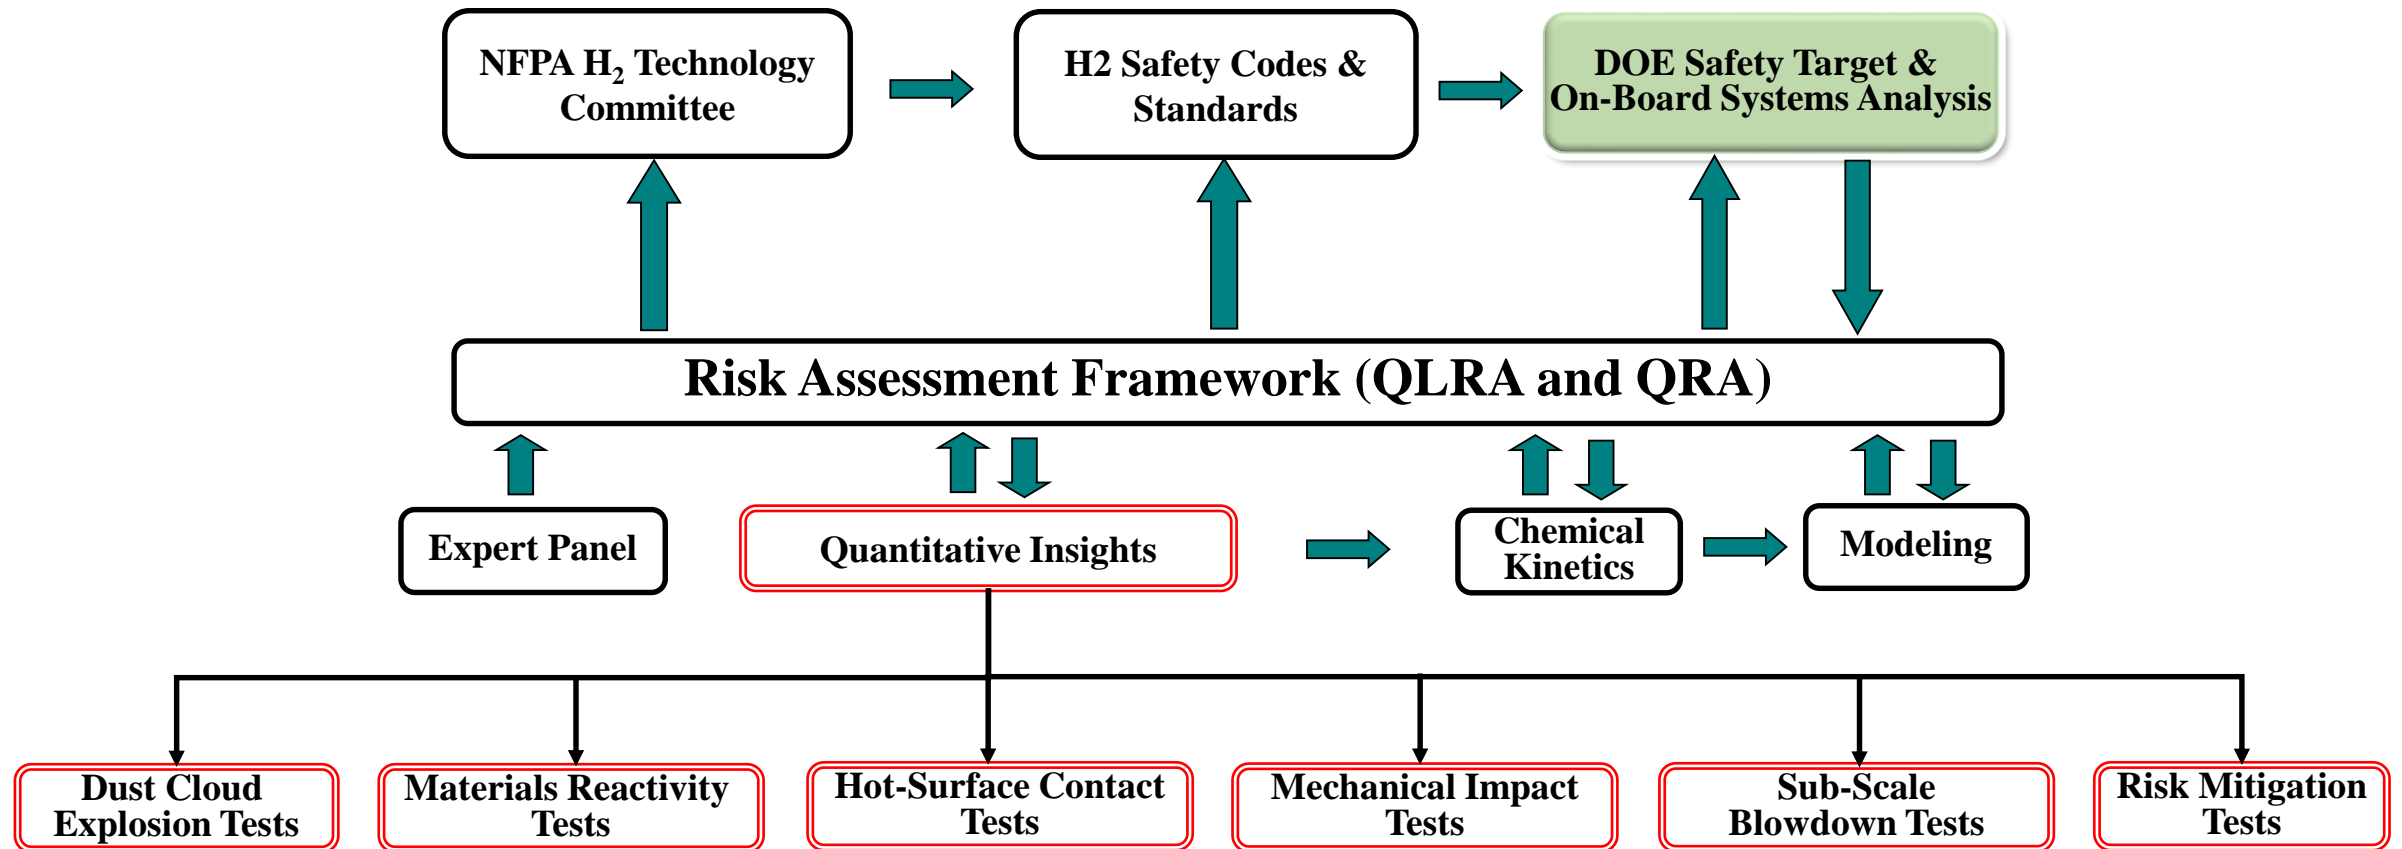 NFPA H₂ Technology
Committee
H2 Safety Codes &
Standards
DOE Safety Target &
On-Board Systems Analysis
Risk Assessment Framework (QLRA and QRA)
Expert Panel
Quantitative Insights
Chemical
Kinetics
Modeling
Dust Cloud
Explosion Tests
Materials Reactivity
Tests
Hot-Surface Contact
Tests
Mechanical Impact
Tests
Sub-Scale
Blowdown Tests
Risk Mitigation
Tests